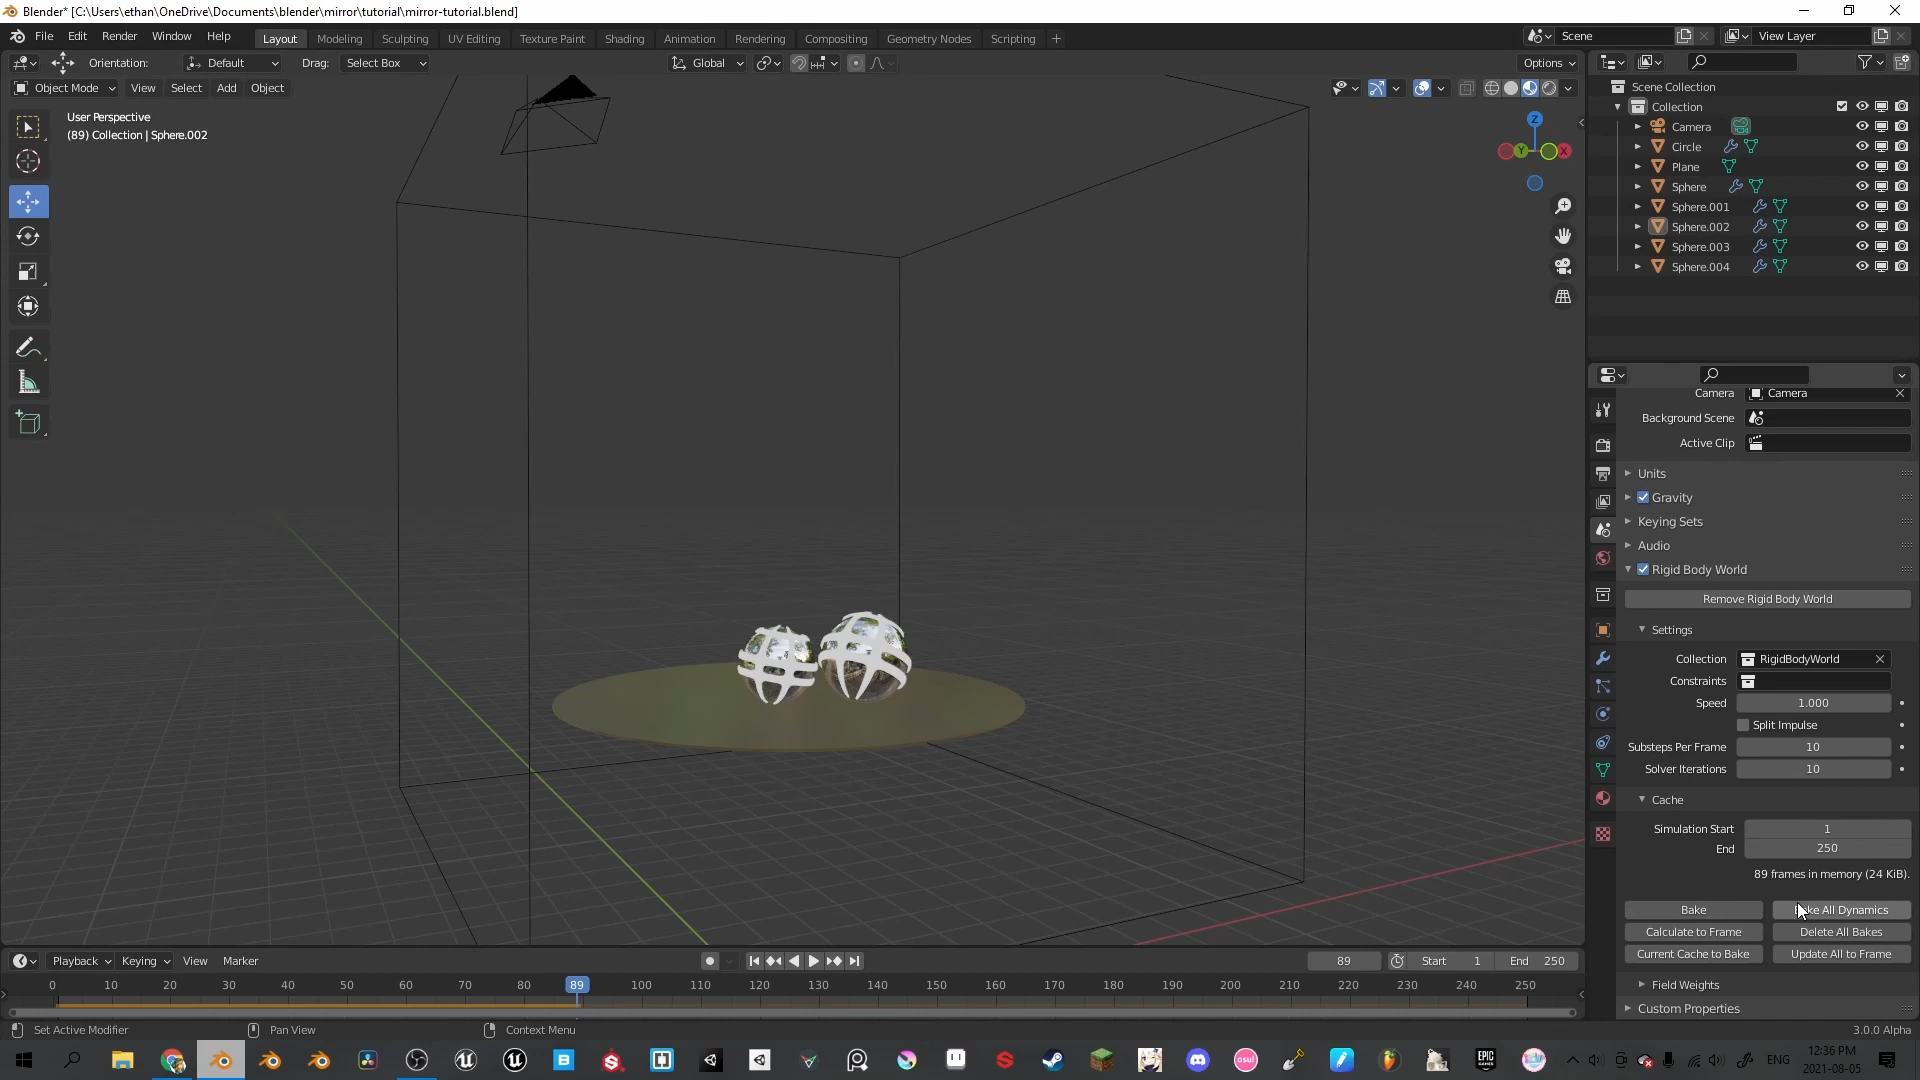 Blender* [C:\Users\ethan\OneDrive\Documents\blender\mirror\tutorial\mirror-tutorial.blend]
File Edit Render Window Help Layout Modeling Sculpting UV Editing Texture Paint Shading Animation Rendering Compositing Geometry Nodes Scripting + Scene View Layer
Orientation: Default Drag: Select Box Global Options
Object Mode View Select Add Object
User Perspective
(89) Collection | Sphere.002
Z
Y
X
Scene Collection
Collection
Camera
Circle
Plane
Sphere
Sphere.001
Sphere.002
Sphere.003
Sphere.004
Camera Camera
Background Scene
Active Clip
Units
Gravity
Keying Sets
Audio
Rigid Body World
Remove Rigid Body World
Settings
Collection RigidBodyWorld
Constraints
Speed 1.000
Split Impulse
Substeps Per Frame 10
Solver Iterations 10
Cache
Simulation Start 1
End 250
89 frames in memory (24 KiB).
Bake All Dynamics
Calculate to Frame Delete All Bakes
Current Cache to Bake Update All to Frame
Field Weights
Custom Properties
Playback Keying View Marker 89 Start 1 End 250
0 10 20 30 40 50 60 70 80 89 100 110 120 130 140 150 160 170 180 190 200 210 220 230 240 250
Set Active Modifier Pan View Context Menu 3.0.0 Alpha
ENG 12:36 PM
2021-08-05